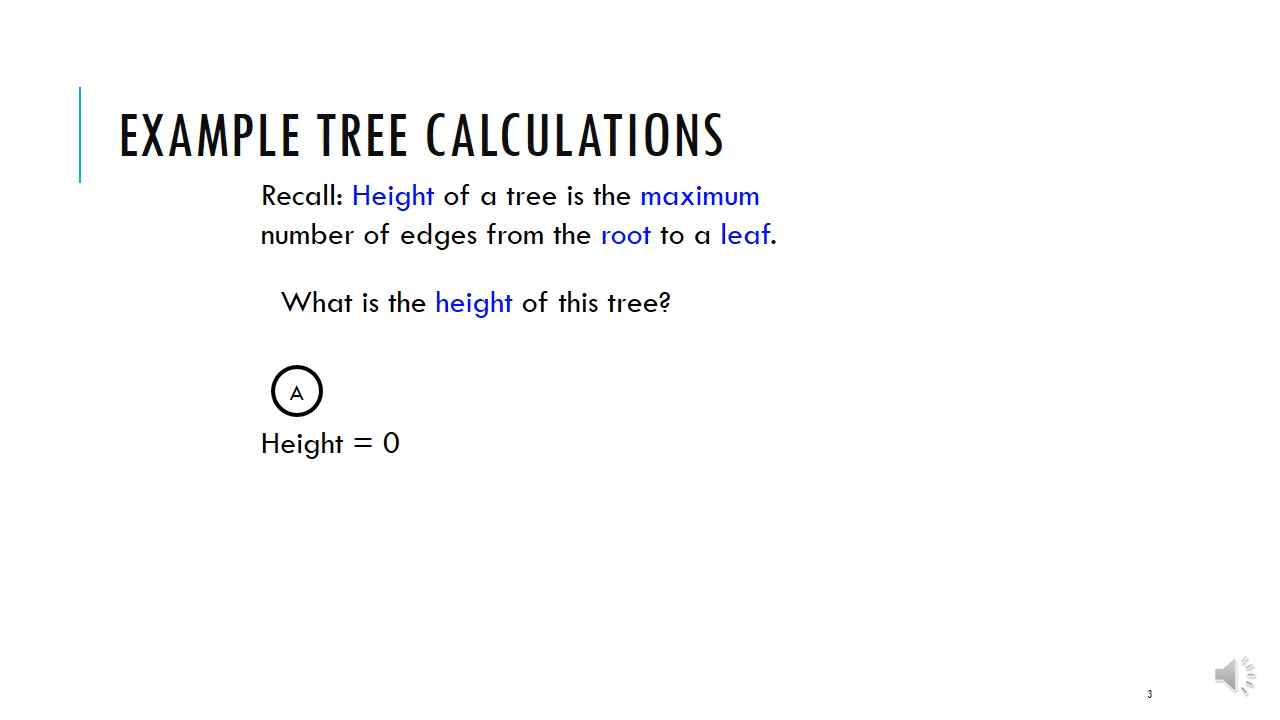 EXAMPLE TREE CALCULATIONS
Recall: Height of a tree is the maximum
number of edges from the root to a leaf.
What is the height of this tree?
A
Height = 0
3